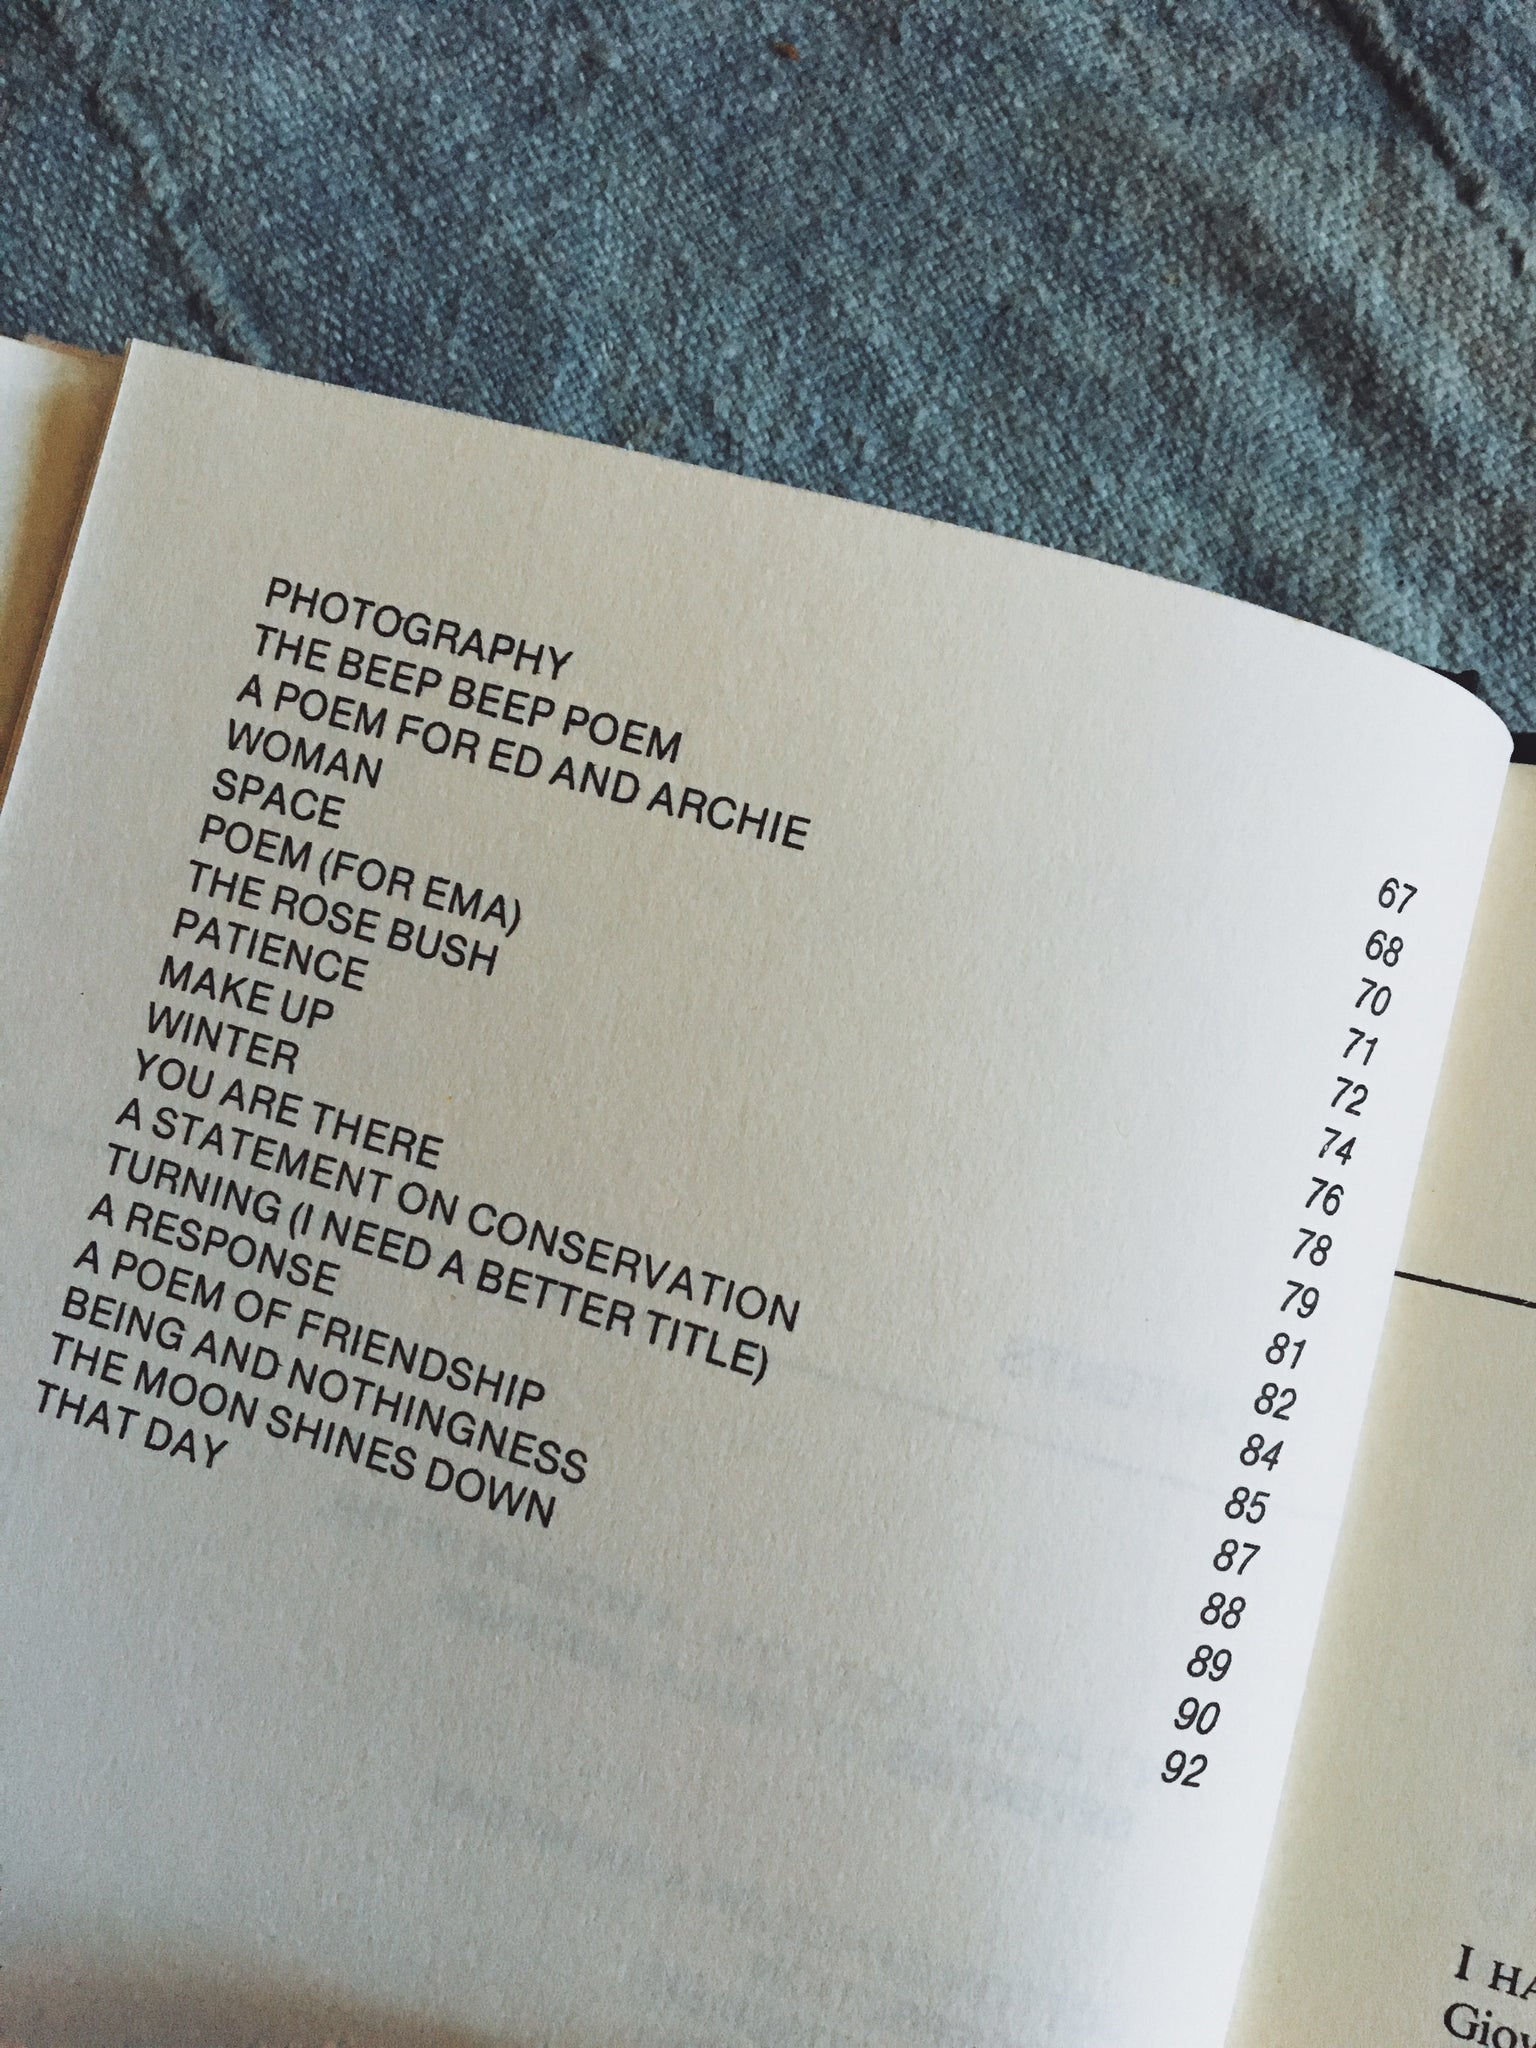 PHOTOGRAPHY 67
THE BEEP BEEP POEM 68
A POEM FOR ED AND ARCHIE 70
WOMAN 71
SPACE 72
POEM (FOR EMA) 74
THE ROSE BUSH 76
PATIENCE 78
MAKE UP 79
WINTER 81
YOU ARE THERE 82
A STATEMENT ON CONSERVATION 84
TURNING (I NEED A BETTER TITLE) 85
A RESPONSE 87
A POEM OF FRIENDSHIP 88
BEING AND NOTHINGNESS 89
THE MOON SHINES DOWN 90
THAT DAY 92
I HA
Giov